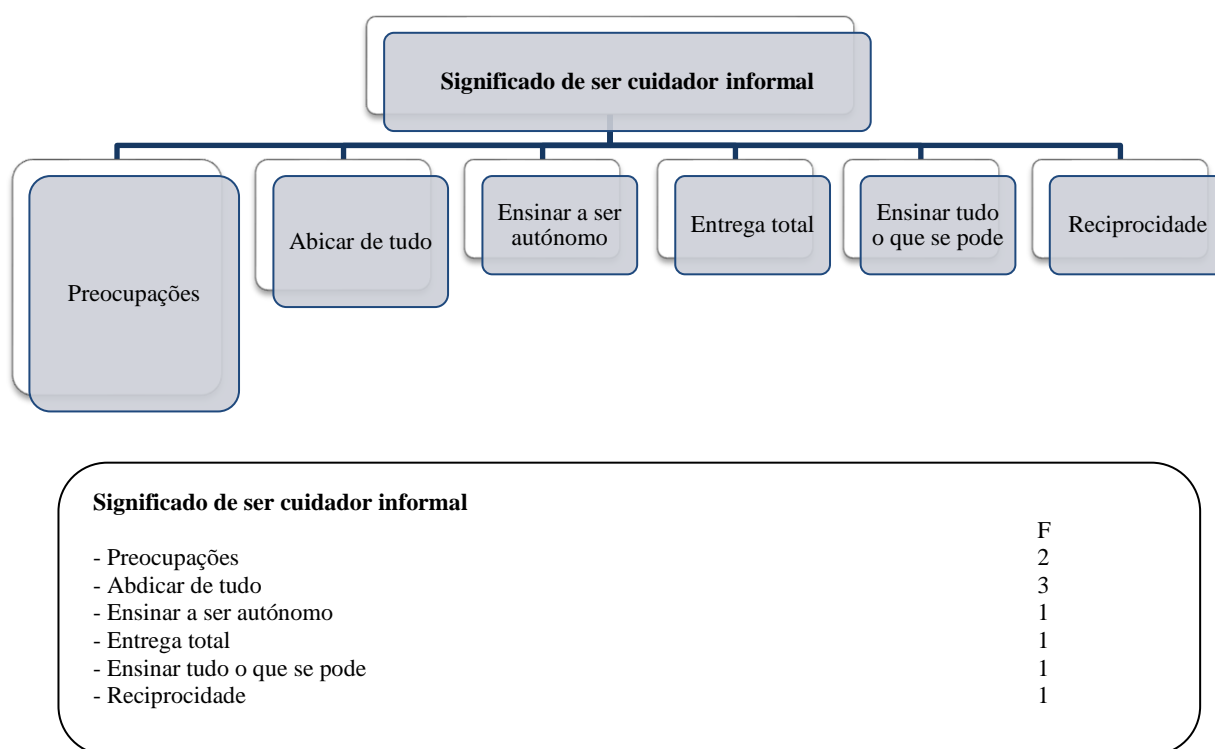 Significado de ser cuidador informal
Preocupações
Abicar de tudo
Ensinar a ser
autónomo
Entrega total
Ensinar tudo
o que se pode
Reciprocidade
Significado de ser cuidador informal
F
- Preocupações 2
- Abdicar de tudo 3
- Ensinar a ser autónomo 1
- Entrega total 1
- Ensinar tudo o que se pode 1
- Reciprocidade 1